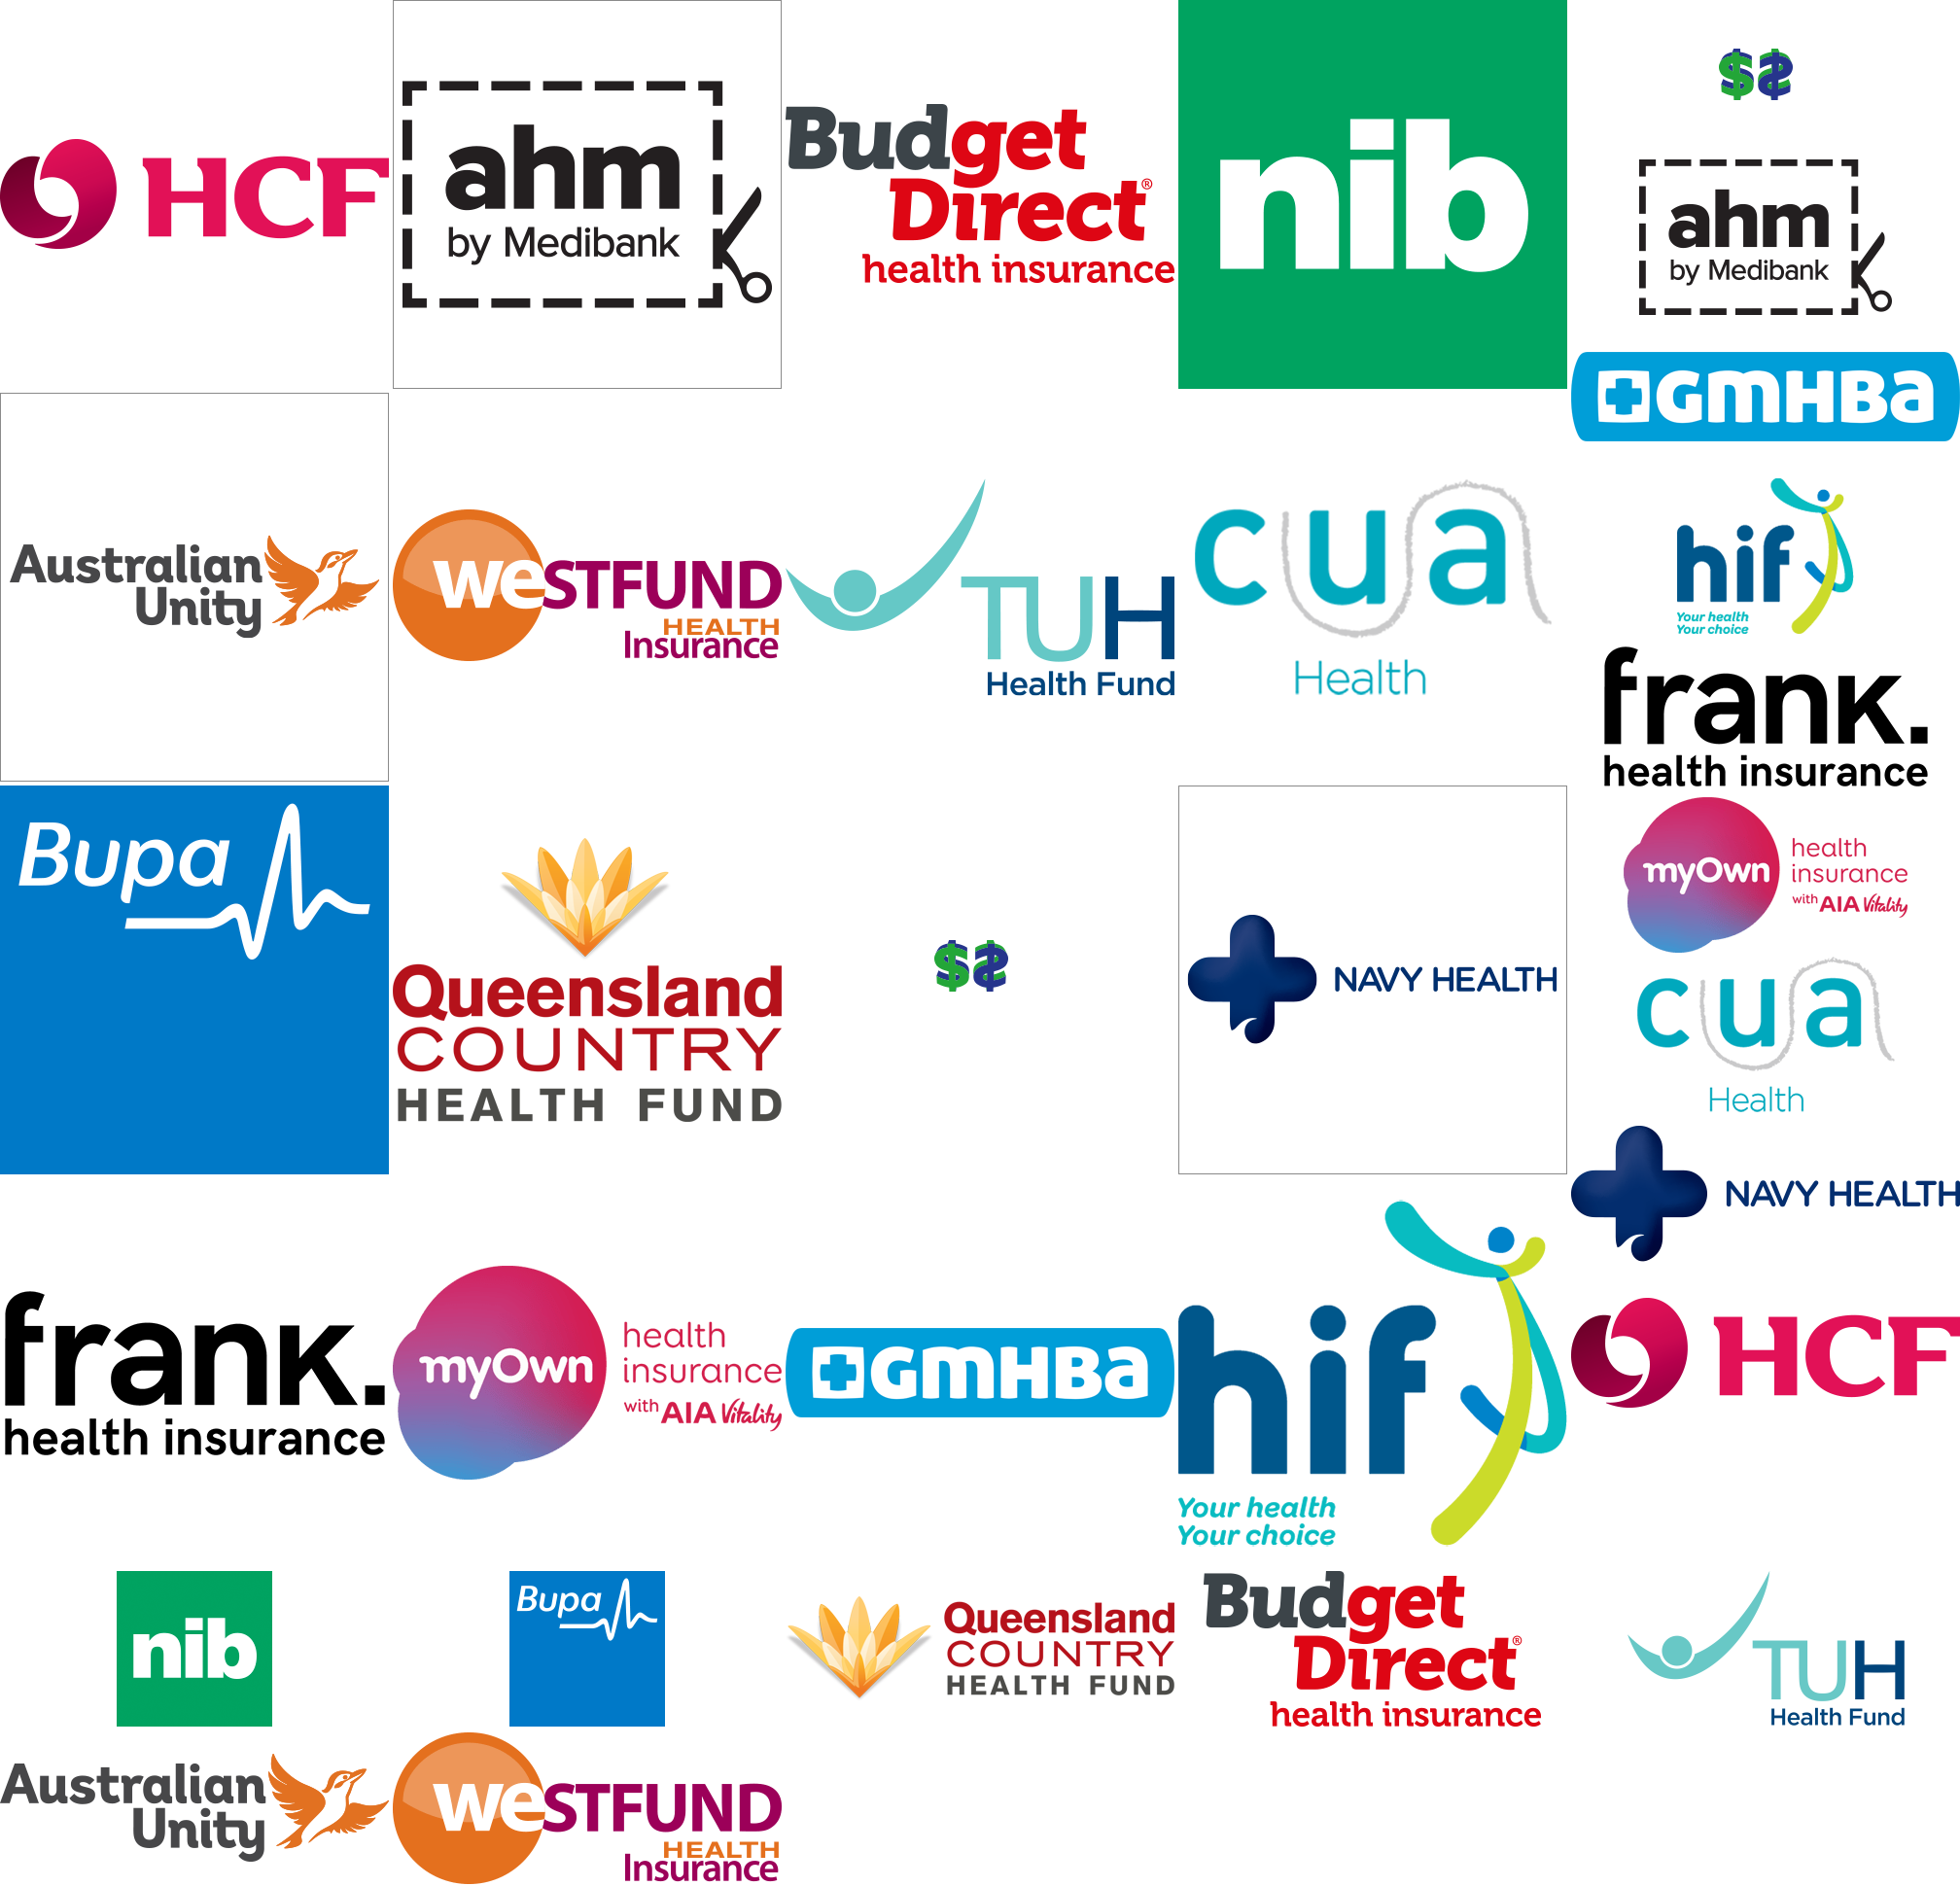 HCF
ahm
by Medibank
Budget
Direct®
health insurance
nib
$$
ahm
by Medibank
GMHBa
Australian
Unity
weSTFUND
HEALTH
Insurance
TUH
Health Fund
cua
Health
hif
Your health
Your choice
frank.
health insurance
Bupa
Queensland
COUNTRY
HEALTH FUND
$$
NAVY HEALTH
myOwn
health
insurance
with AIA Vitality
cua
Health
NAVY HEALTH
frank.
health insurance
myOwn
health
insurance
with AIA Vitality
GMHBa
hif
Your health
Your choice
HCF
nib
Bupa
Queensland
COUNTRY
HEALTH FUND
Budget
Direct®
health insurance
TUH
Health Fund
Australian
Unity
weSTFUND
HEALTH
Insurance